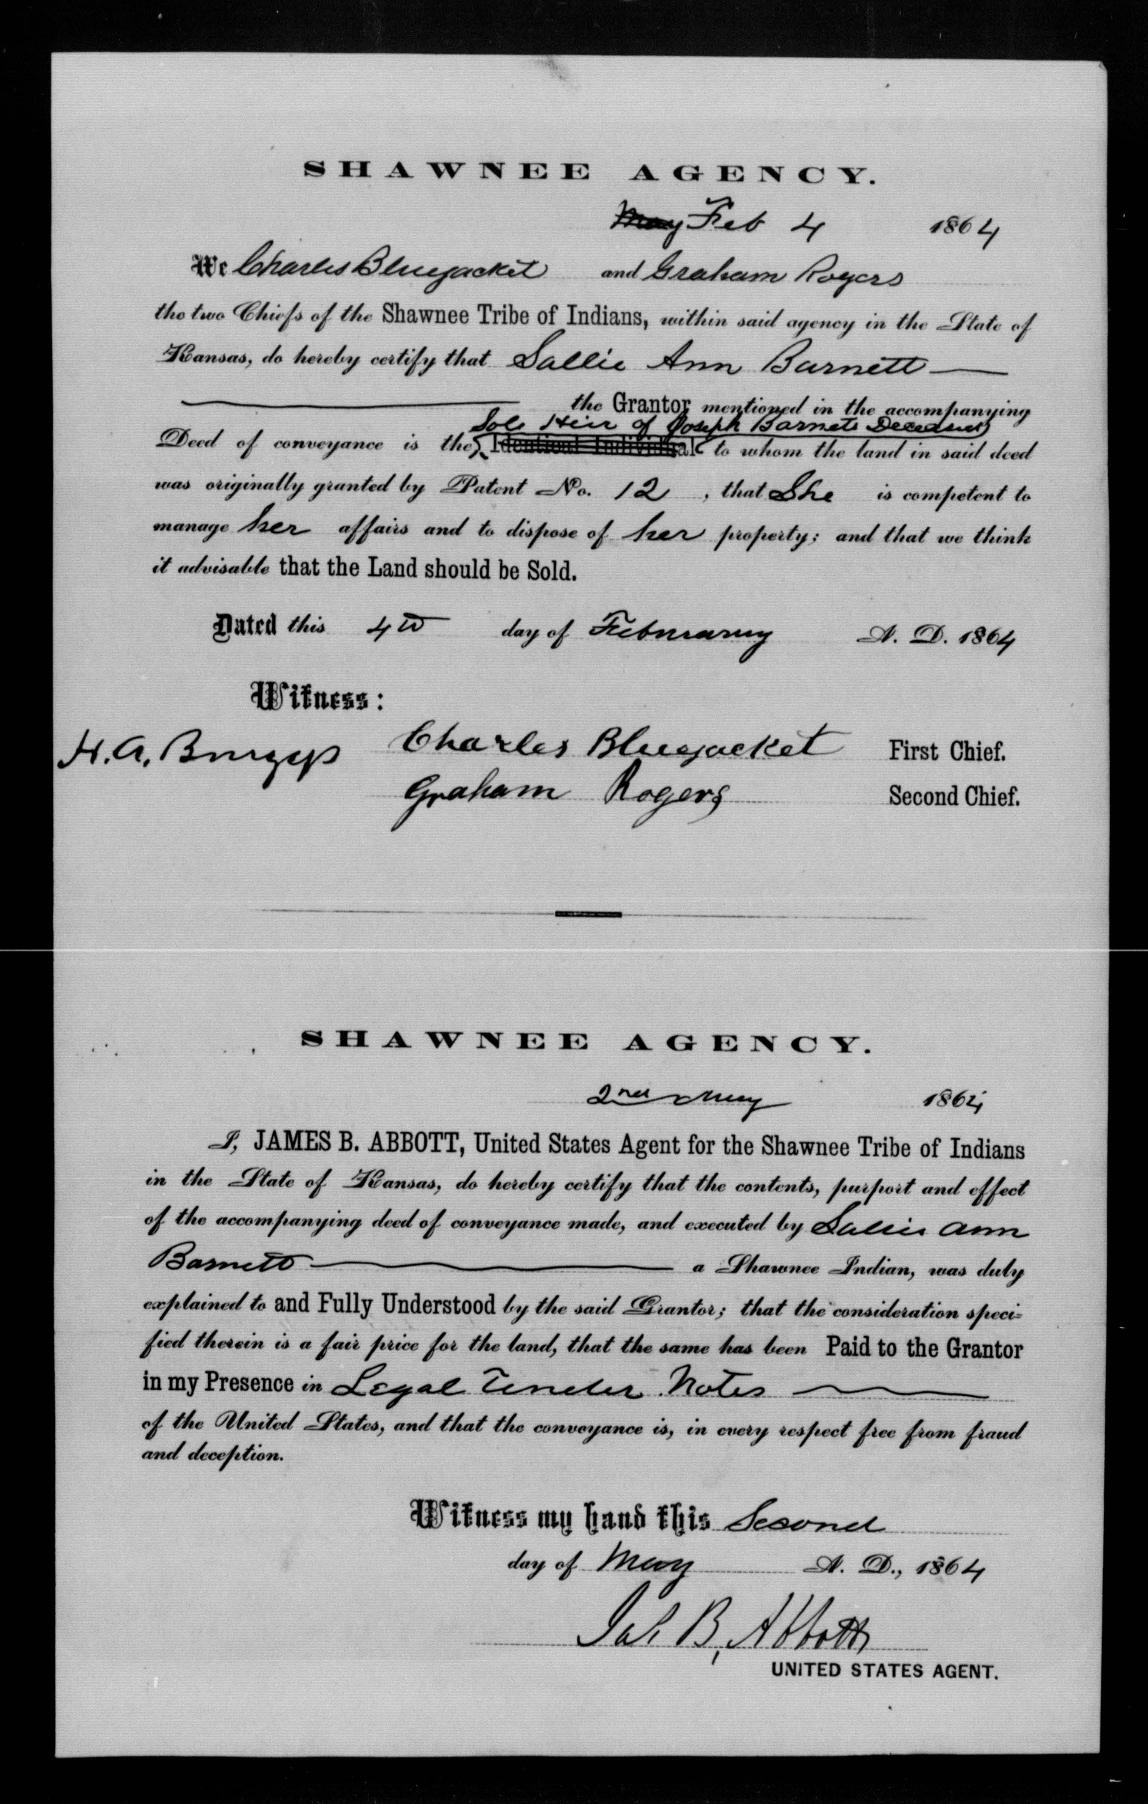 SHAWNEE AGENCY.
May Feb 4 1864
We Charles Bluejacket and Graham Rogers
the two Chiefs of the Shawnee Tribe of Indians, within said agency in the State of
Kansas, do hereby certify that Sallie Ann Barnett
the Grantor mentioned in the accompanying
Sole Heir of Joseph Barnett Deceased
Deed of conveyance is the Identical Individual to whom the land in said deed
was originally granted by Patent No. 12, that She is competent to
manage her affairs and to dispose of her property; and that we think
it advisable that the Land should be Sold.
Dated this 4th day of February A. D. 1864
Witness:
H. A. Charles Bluejacket First Chief.
Graham Rogers Second Chief.
SHAWNEE AGENCY.
2nd May 1864
I, JAMES B. ABBOTT, United States Agent for the Shawnee Tribe of Indians
in the State of Kansas, do hereby certify that the contents, purport and effect
of the accompanying deed of conveyance made, and executed by Sallie Ann
Barnett a Shawnee Indian, was duly
explained to and Fully Understood by the said Grantor; that the consideration speci-
fied therein is a fair price for the land, that the same has been Paid to the Grantor
in my Presence in Legal Tender Notes
of the United States, and that the conveyance is, in every respect free from fraud
and deception.
Witness my hand this Second
day of May A. D., 1864
Jas B. Abbott
UNITED STATES AGENT.